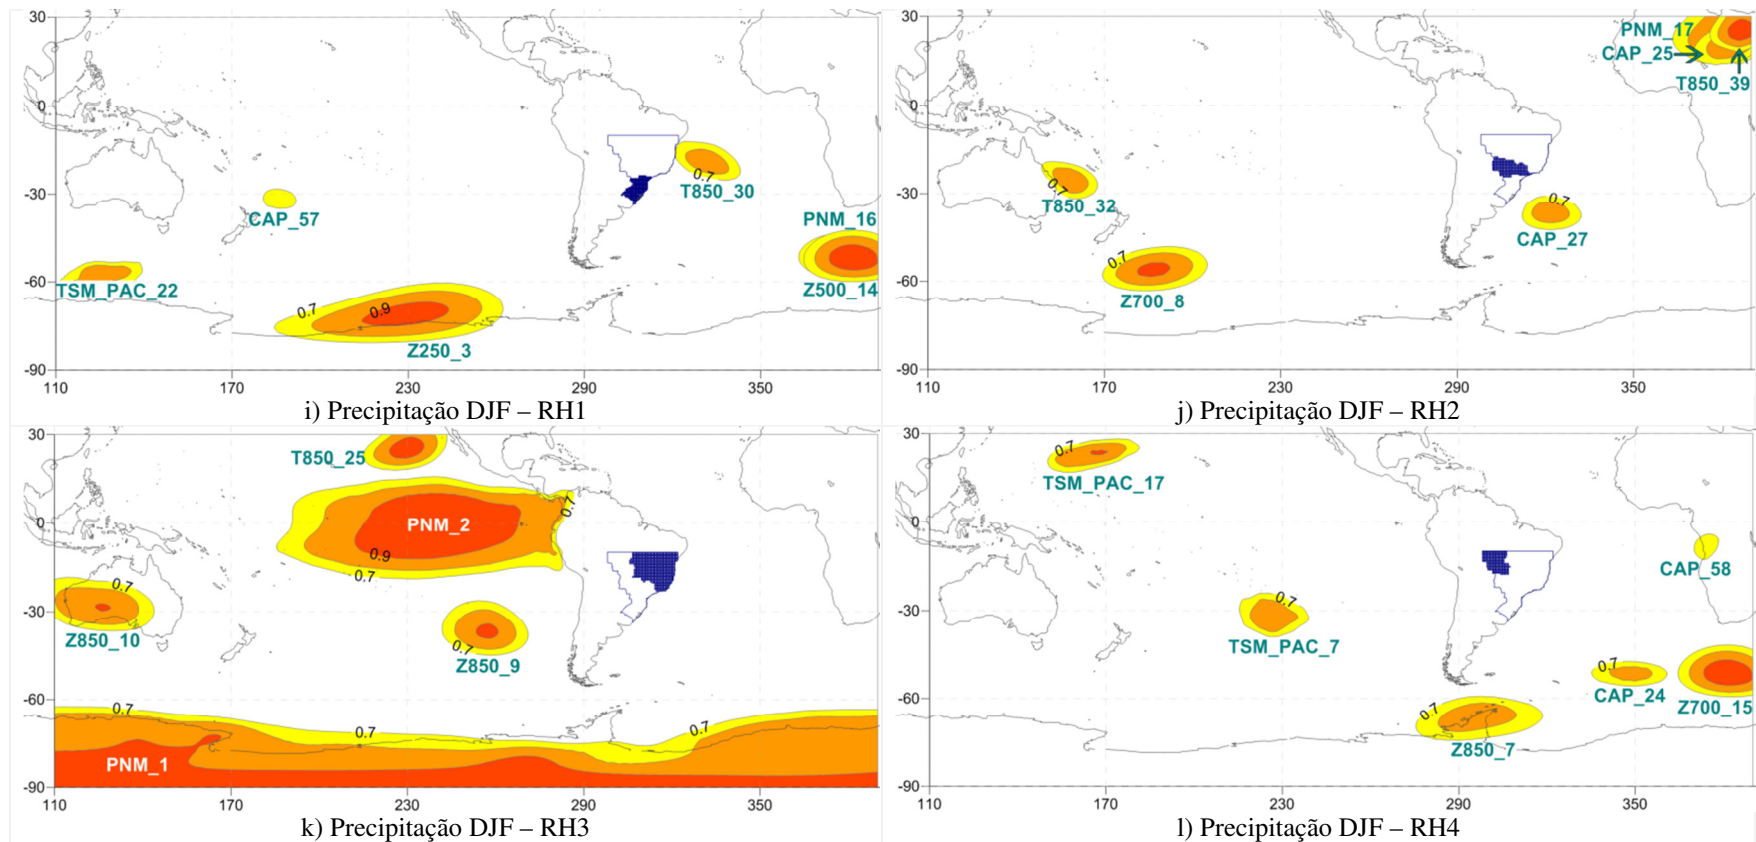 30
0
-30
-60
-90
110 170 230 290 350
CAP_57
T850_30
0.7
PNM_16
Z500_14
TSM_PAC_22
0.7
0.9
Z250_3
i) Precipitação DJF – RH1
30
0
-30
-60
-90
110 170 230 290 350
PNM_17
CAP_25
T850_39
0.7
T850_32
0.7
CAP_27
0.7
Z700_8
j) Precipitação DJF – RH2
30
0
-30
-60
-90
110 170 230 290 350
T850_25
PNM_2
0.7
0.9
0.7
0.7
Z850_10
0.7
Z850_9
0.7
0.7
0.7
PNM_1
k) Precipitação DJF – RH3
30
0
-30
-60
-90
110 170 230 290 350
0.7
TSM_PAC_17
CAP_58
0.7
TSM_PAC_7
0.7
CAP_24
Z700_15
0.7
Z850_7
l) Precipitação DJF – RH4